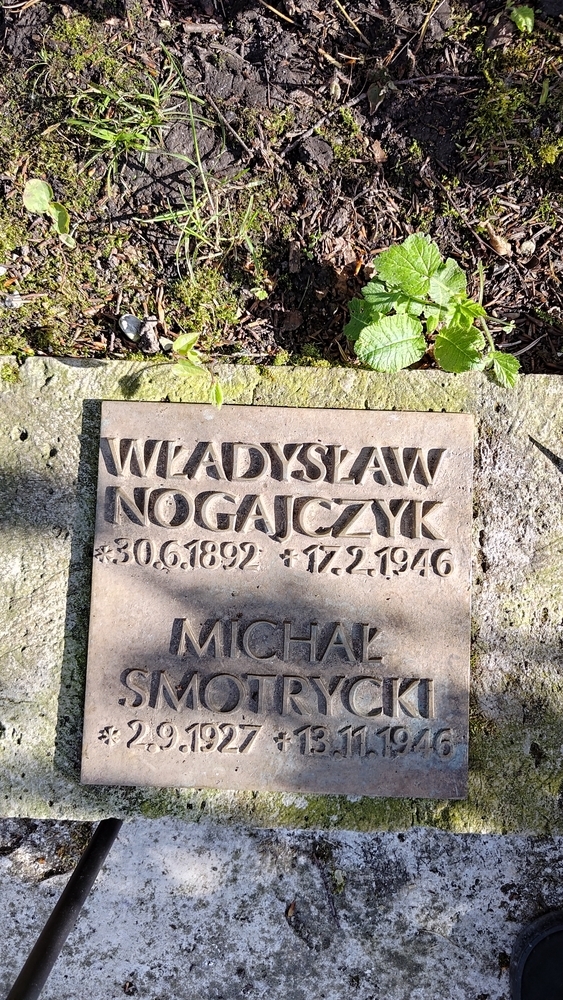 WŁADYSŁAW
NOGAJCZYK
*30.6.1892 +17.2.1946
MICHAŁ
SMOTRYCKI
* 2.9.1927 +13.11.1946